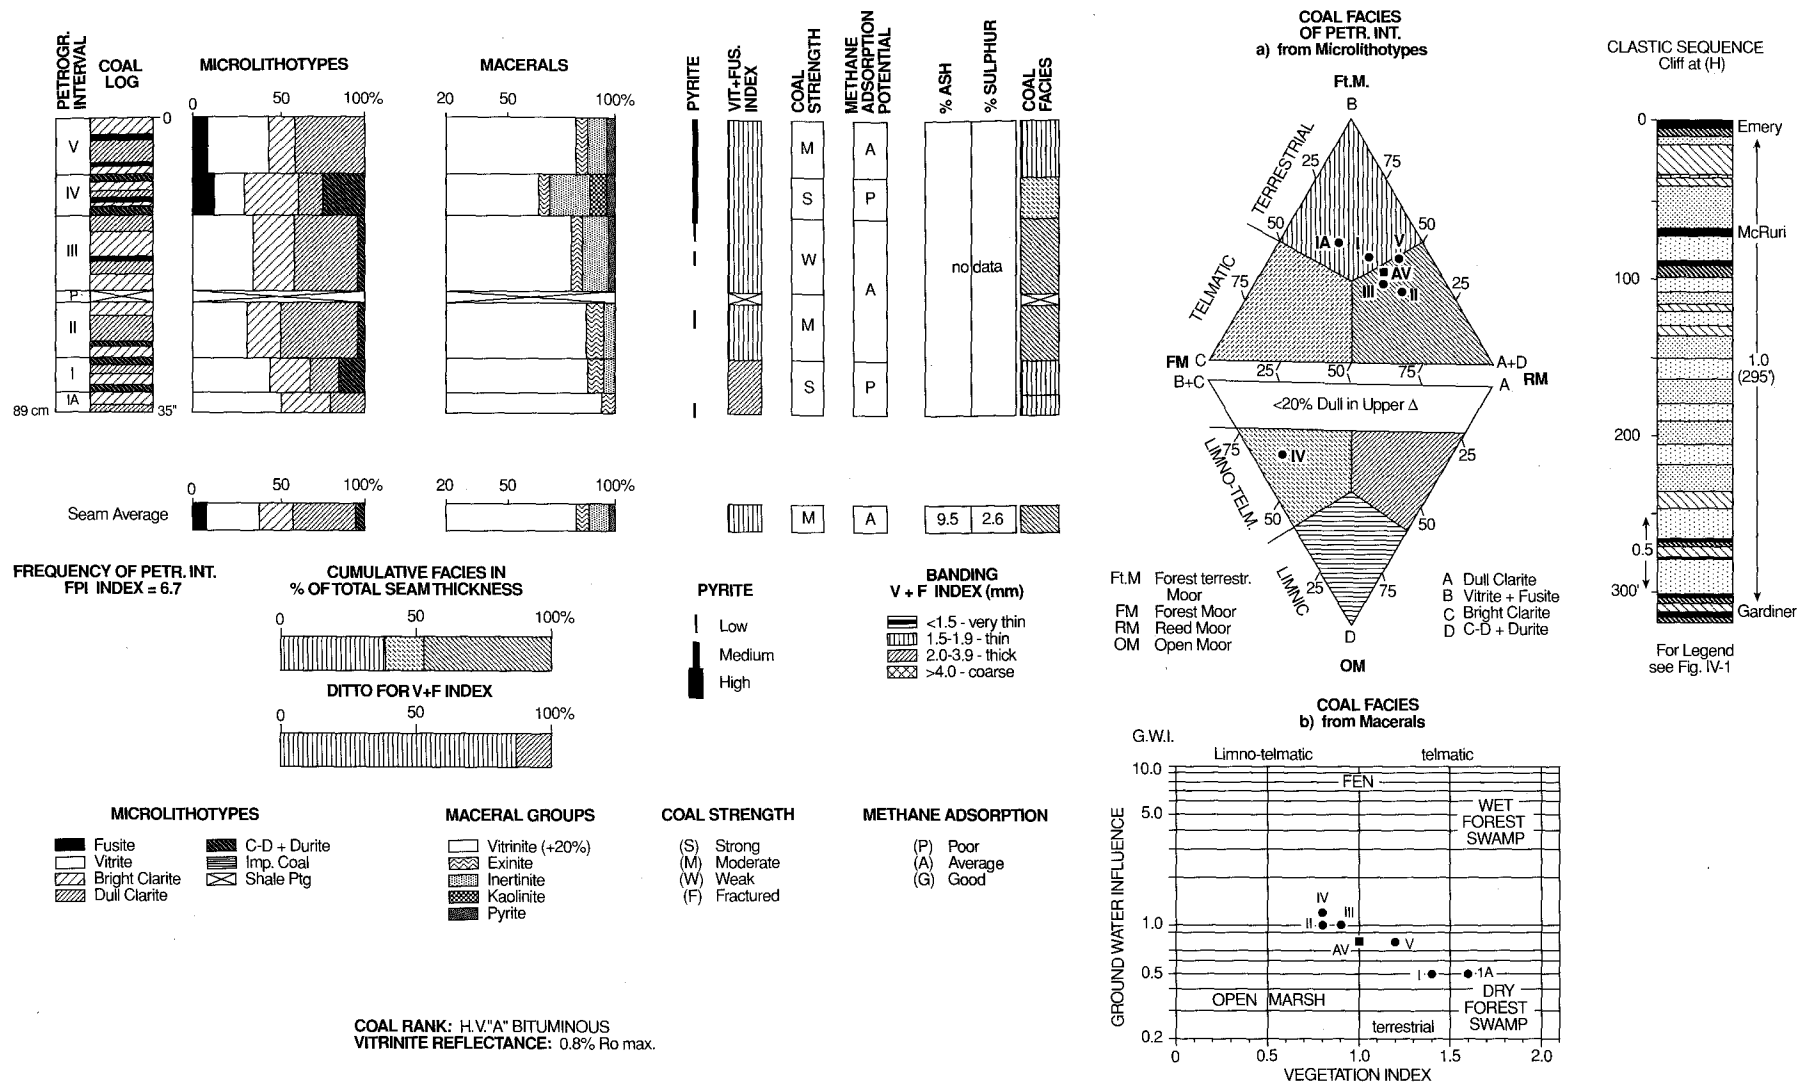 PETROGR.
INTERVAL
COAL
LOG
MICROLITHOTYPES
0 50 100%
MACERALS
20 50 100%
PYRITE
VIT.+FUS.
INDEX
COAL
STRENGTH
METHANE
ADSORPTION
POTENTIAL
% ASH
% SULPHUR
COAL
FACIES
0
V
IV
III
P
II
I
1A
89 cm
35"
M
S
W
M
S
A
P
A
P
no data
Seam Average
0 50 100%
20 50 100%
M A 9.5 2.6
FREQUENCY OF PETR. INT.
FPI INDEX = 6.7
CUMULATIVE FACIES IN
% OF TOTAL SEAM THICKNESS
0 50 100%
DITTO FOR V+F INDEX
0 50 100%
PYRITE
Low
Medium
High
BANDING
V + F INDEX (mm)
<1.5 - very thin
1.5-1.9 - thin
2.0-3.9 - thick
>4.0 - coarse
MICROLITHOTYPES
Fusite
Vitrite
Bright Clarite
Dull Clarite
C-D + Durite
Imp. Coal
Shale Ptg
MACERAL GROUPS
Vitrinite (+20%)
Exinite
Inertinite
Kaolinite
Pyrite
COAL STRENGTH
(S) Strong
(M) Moderate
(W) Weak
(F) Fractured
METHANE ADSORPTION
(P) Poor
(A) Average
(G) Good
COAL RANK: H.V."A" BITUMINOUS
VITRINITE REFLECTANCE: 0.8% Ro max.
COAL FACIES
OF PETR. INT.
a) from Microlithotypes
Ft.M.
B
TERRESTRIAL
25 75
50 50
IA I V
AV
III II
TELMATIC
75 25
FM C
A+D
25 50 75
RM
B+C
A
<20% Dull in Upper Δ
75 25
IV
LIMNO-TELM.
50 50
LIMNIC
25 75
D
OM
Ft.M Forest terrestr.
Moor
FM Forest Moor
RM Reed Moor
OM Open Moor
A Dull Clarite
B Vitrite + Fusite
C Bright Clarite
D C-D + Durite
COAL FACIES
b) from Macerals
G.W.I.
Limno-telmatic telmatic
10.0
FEN
5.0
WET
FOREST
SWAMP
GROUND WATER INFLUENCE
IV
II III
1.0
AV V
0.5
I 1A
OPEN MARSH
DRY
FOREST
SWAMP
terrestrial
0.2
0 0.5 1.0 1.5 2.0
VEGETATION INDEX
CLASTIC SEQUENCE
Cliff at (H)
0
Emery
McRuri
100
1.0
(295')
200
0.5
300'
Gardiner
For Legend
see Fig. IV-1